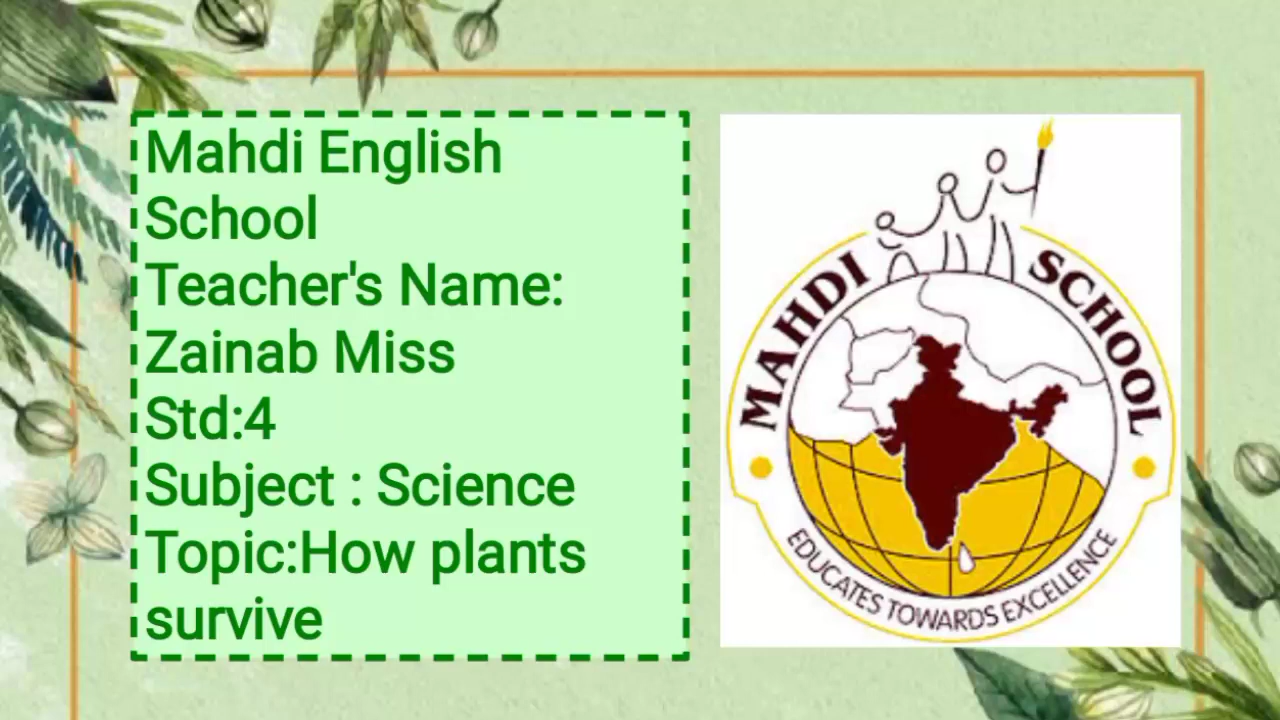 Mahdi English
School
Teacher's Name:
Zainab Miss
Std:4
Subject : Science
Topic:How plants
survive
MAHDI SCHOOL
EDUCATES TOWARDS EXCELLENCE